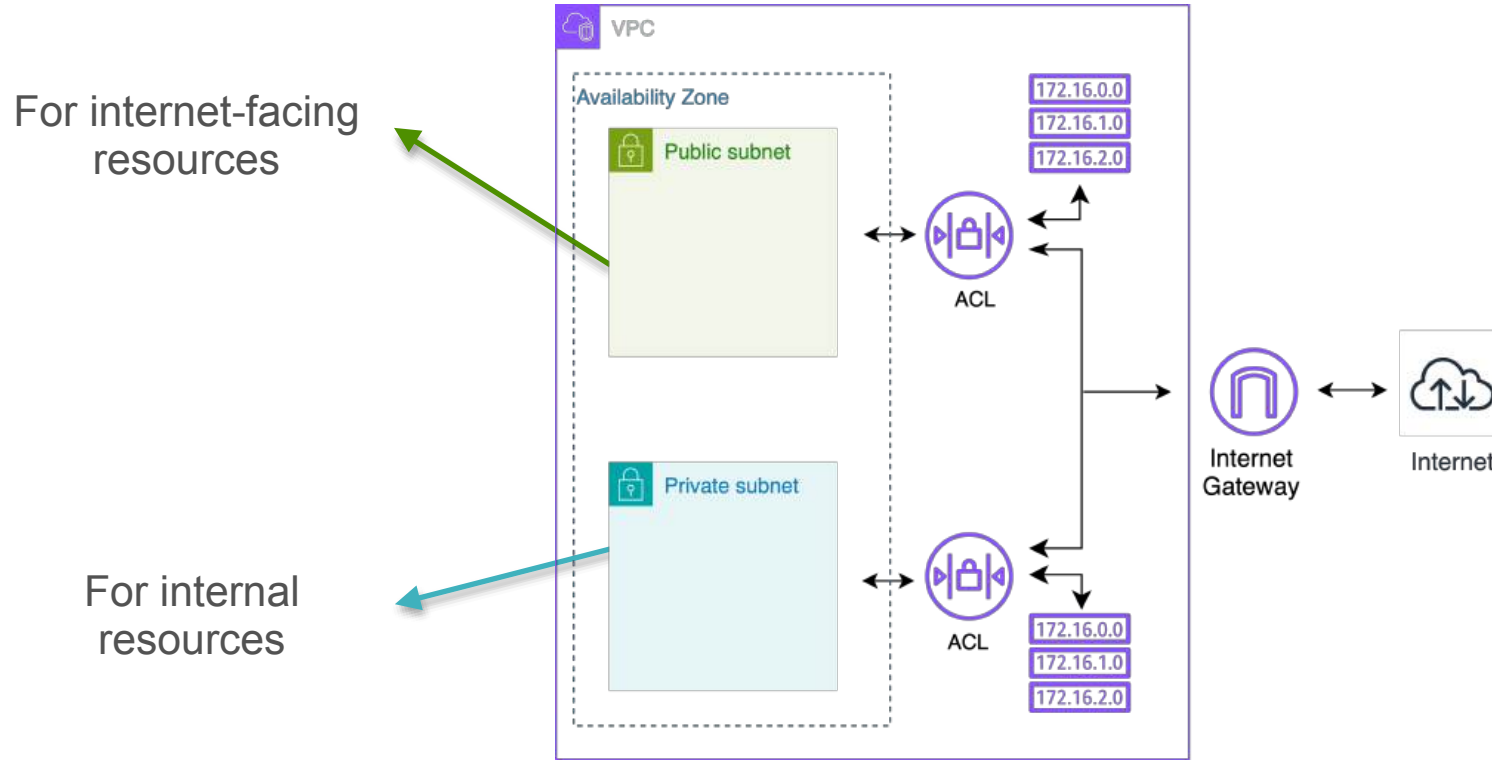 For internet-facing
resources
For internal
resources
VPC
Availability Zone
Public subnet
Private subnet
172.16.0.0
172.16.1.0
172.16.2.0
ACL
ACL
172.16.0.0
172.16.1.0
172.16.2.0
Internet
Gateway
Internet